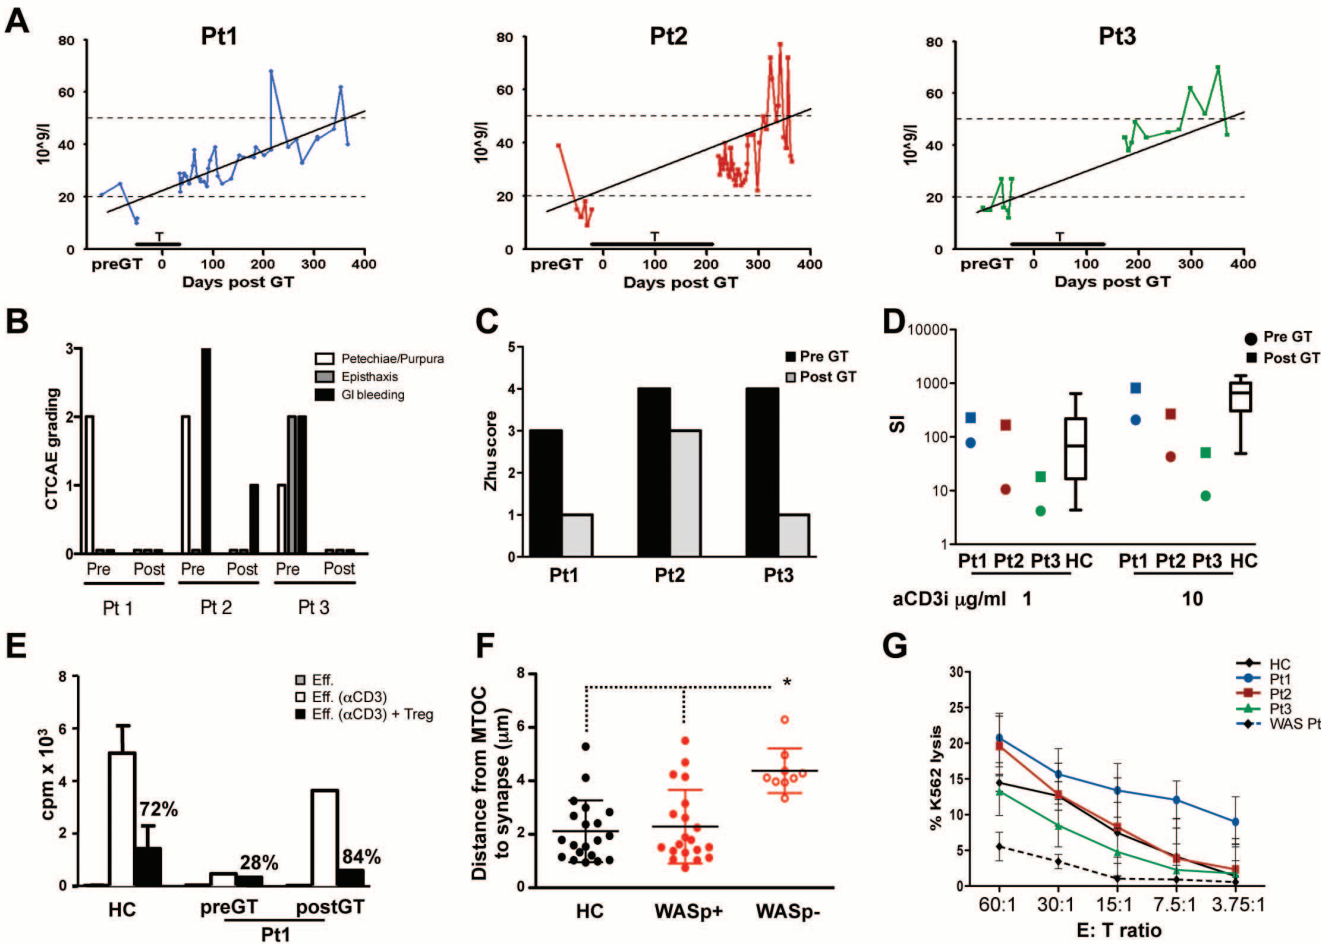 A
Pt1
Pt2
Pt3
10^9/l
80
60
40
20
0
T
preGT 0 100 200 300 400
Days post GT
10^9/l
80
60
40
20
0
T
preGT 0 100 200 300 400
Days post GT
10^9/l
80
60
40
20
0
T
preGT 0 100 200 300 400
Days post GT
B
CTCAE grading
3
2
1
0
Petechiae/Purpura
Episthaxis
GI bleeding
Pre Post Pre Post Pre Post
Pt 1 Pt 2 Pt 3
C
Zhu score
5
4
3
2
1
0
Pre GT
Post GT
Pt1 Pt2 Pt3
D
SI
10000
1000
100
10
1
Pre GT
Post GT
Pt1 Pt2 Pt3 HC Pt1 Pt2 Pt3 HC
aCD3i μg/ml 1 10
E
cpm x 10³
8
6
4
2
0
Eff.
Eff. (αCD3)
Eff. (αCD3) + Treg
72%
28%
84%
HC preGT postGT
Pt1
F
Distance from MTOC
to synapse (μm)
8
6
4
2
0
*
HC WASp+ WASp-
G
% K562 lysis
30
25
20
15
10
5
0
HC
Pt1
Pt2
Pt3
WAS Pt
60:1 30:1 15:1 7.5:1 3.75:1
E: T ratio